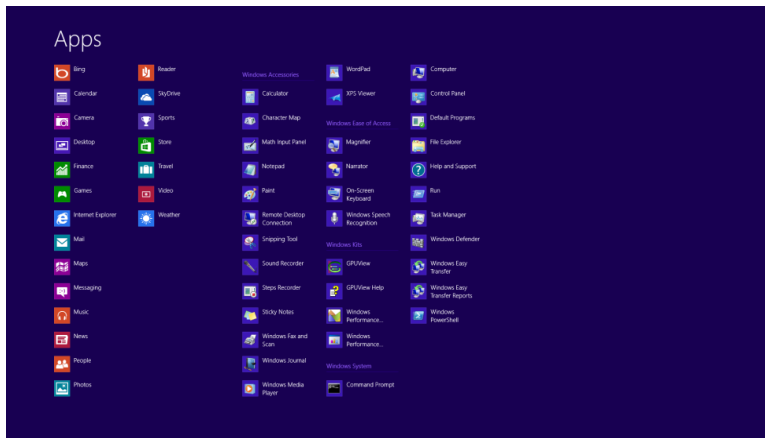 Apps
Bing
Calendar
Camera
Desktop
Finance
Games
Internet Explorer
Mail
Maps
Messaging
Music
News
People
Photos
Reader
SkyDrive
Sports
Store
Travel
Video
Weather
Windows Accessories
Calculator
Character Map
Math Input Panel
Notepad
Paint
Remote Desktop
Connection
Snipping Tool
Sound Recorder
Steps Recorder
Sticky Notes
Windows Fax and
Scan
Windows Journal
Windows Media
Player
WordPad
XPS Viewer
Windows Ease of Access
Magnifier
Narrator
On-Screen
Keyboard
Windows Speech
Recognition
Windows Kits
GPUView
GPUView Help
Windows
Performance...
Windows
Performance...
Windows System
Command Prompt
Computer
Control Panel
Default Programs
File Explorer
Help and Support
Run
Task Manager
Windows Defender
Windows Easy
Transfer
Windows Easy
Transfer Reports
Windows
PowerShell